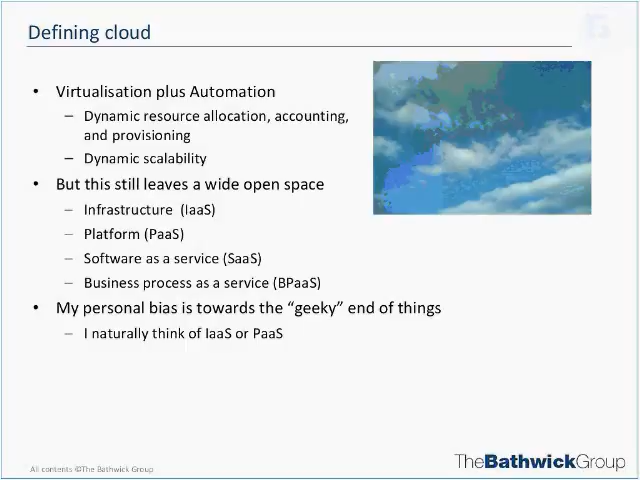 Defining cloud
• Virtualisation plus Automation
– Dynamic resource allocation, accounting,
and provisioning
– Dynamic scalability
• But this still leaves a wide open space
– Infrastructure (IaaS)
– Platform (PaaS)
– Software as a service (SaaS)
– Business process as a service (BPaaS)
• My personal bias is towards the “geeky” end of things
– I naturally think of IaaS or PaaS
All contents ©The Bathwick Group
TheBathwickGroup